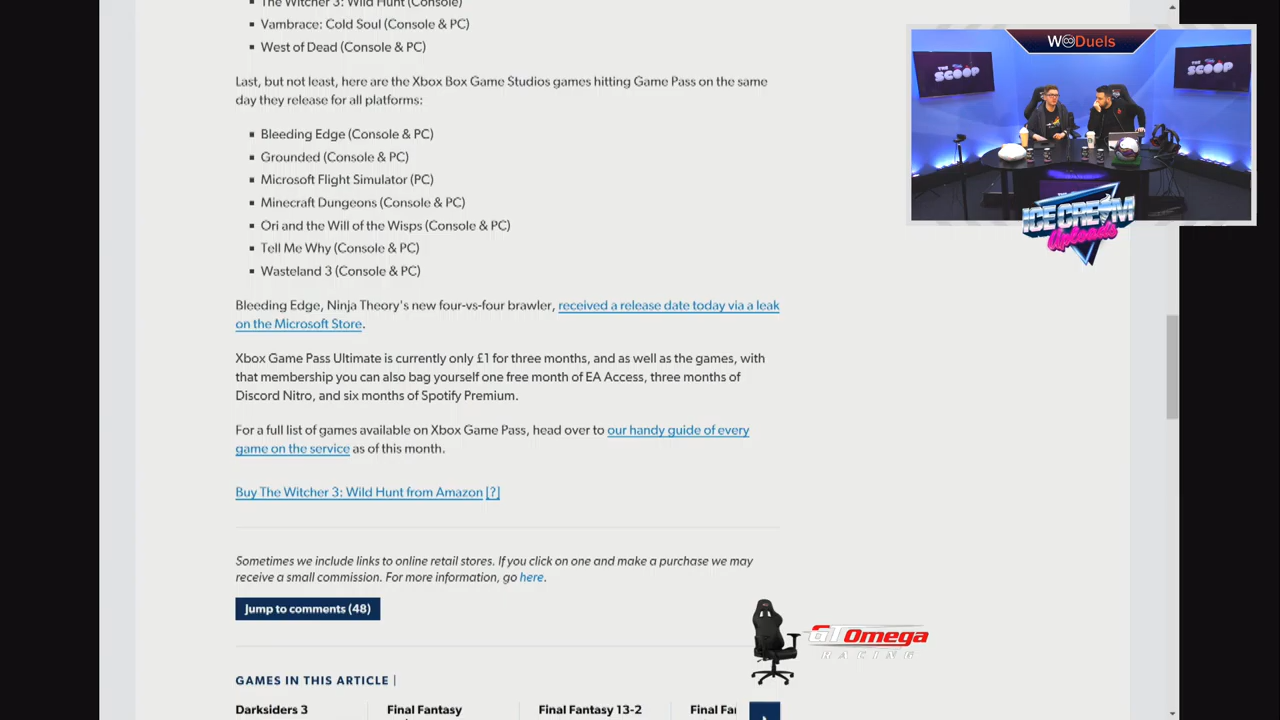 The Witcher 3: Wild Hunt (Console)
Vambrace: Cold Soul (Console & PC)
West of Dead (Console & PC)
Last, but not least, here are the Xbox Box Game Studios games hitting Game Pass on the same
day they release for all platforms:
Bleeding Edge (Console & PC)
Grounded (Console & PC)
Microsoft Flight Simulator (PC)
Minecraft Dungeons (Console & PC)
Ori and the Will of the Wisps (Console & PC)
Tell Me Why (Console & PC)
Wasteland 3 (Console & PC)
Bleeding Edge, Ninja Theory's new four-vs-four brawler, received a release date today via a leak
on the Microsoft Store.
Xbox Game Pass Ultimate is currently only £1 for three months, and as well as the games, with
that membership you can also bag yourself one free month of EA Access, three months of
Discord Nitro, and six months of Spotify Premium.
For a full list of games available on Xbox Game Pass, head over to our handy guide of every
game on the service as of this month.
Buy The Witcher 3: Wild Hunt from Amazon [?]
Sometimes we include links to online retail stores. If you click on one and make a purchase we may
receive a small commission. For more information, go here.
Jump to comments (48)
GAMES IN THIS ARTICLE |
Darksiders 3
Final Fantasy
Final Fantasy 13-2
Final Fa
W∞Duels
THE
SCOOP
THE
SCOOP
ICE CREAM
Uploads
GTOmega
RACING